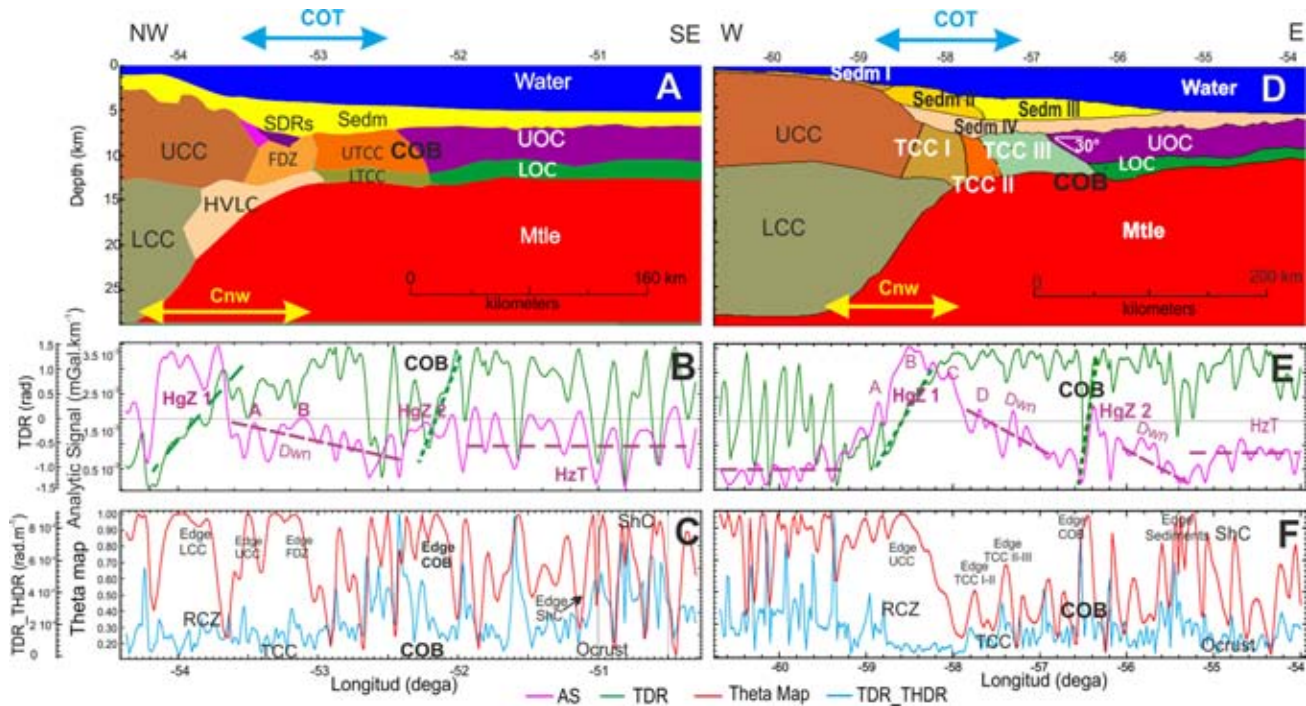 COT
NW
SE
-54 -53 -52 -51
COT
W
E
-60 -59 -58 -57 -56 -55 -54
0
5
10
15
20
25
Depth (km)
A
Water
SDRs
Sedm
UCC
FDZ
UTCC
COB
UOC
LTCC
LOC
HVLC
LCC
Mtle
0
160 km
kilometers
Cnw
D
Sedm I
Water
Sedm II
Sedm III
Sedm IV
UCC
TCC I
TCC III
30°
UOC
LOC
TCC II
COB
LCC
Mtle
0
200 km
kilometers
Cnw
TDR (rad)
1.5
1.0
0.5
0
-0.5
-1.0
-1.5
Analytic Signal (mGal.km⁻¹)
B
COB
HgZ 1
A
B
HgZ 2
Dwn
HzT
E
A
B
C
HgZ 1
D
Dwn
COB
HgZ 2
Dwn
HzT
TDR_THDR (rad.m⁻¹)
Theta map
1.00
0.90
0.80
0.70
0.60
0.50
0.40
0.30
0.20
C
Edge
LCC
Edge
UCC
Edge
FDZ
Edge
COB
ShC
Edge
ShC
RCZ
TCC
COB
Ocrust
F
Edge
UCC
Edge
TCC I-II
Edge
TCC II-III
Edge
COB
Edge
Sediments
ShC
RCZ
TCC
COB
Ocrust
-54 -53 -52 -51
Longitud (dega)
-60 -59 -58 -57 -56 -55 -54
Longitud (dega)
AS TDR Theta Map TDR_THDR